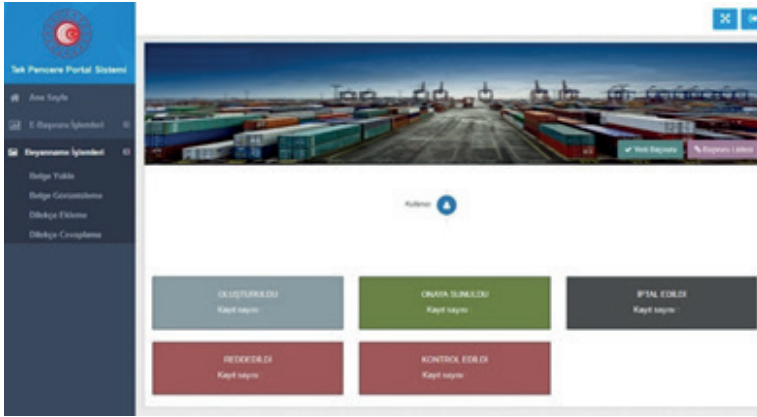 Tek Pencere Portal Sistemi
Ana Sayfa
E-Başvuru İşlemleri
Beyanname İşlemleri
Belge Yükle
Belge Görüntüleme
Dilekçe Ekleme
Dilekçe Cevaplama
Yeni Başvuru
Başvuru Listesi
Kullanıcı
OLUŞTURULDU
Kayıt sayısı :
ONAYA SUNULDU
Kayıt sayısı :
İPTAL EDİLDİ
Kayıt sayısı :
REDDEDİLDİ
Kayıt sayısı :
KONTROL EDİLDİ
Kayıt sayısı :